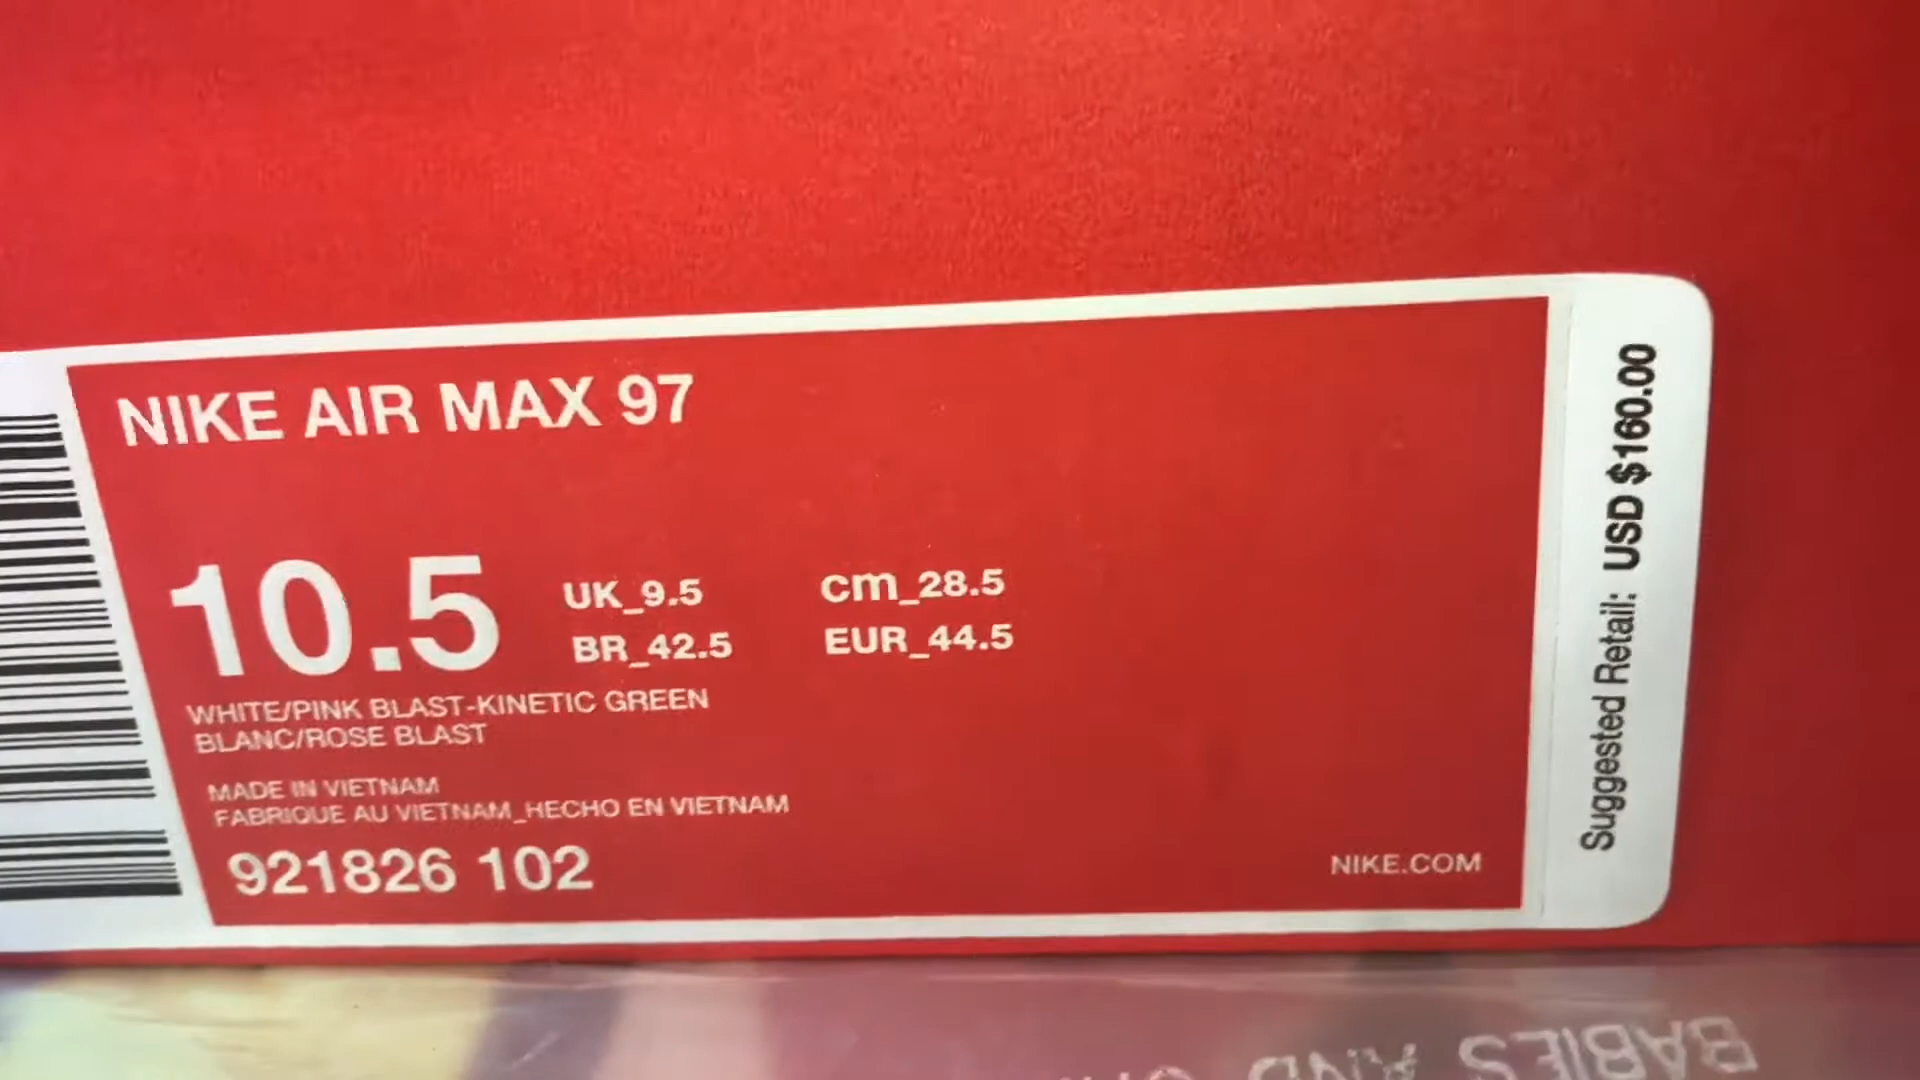 NIKE AIR MAX 97
10.5
UK_9.5
cm_28.5
BR_42.5
EUR_44.5
WHITE/PINK BLAST-KINETIC GREEN
BLANC/ROSE BLAST
MADE IN VIETNAM
FABRIQUE AU VIETNAM_HECHO EN VIETNAM
921826 102
NIKE.COM
Suggested Retail: USD $160.00
BABIES AND